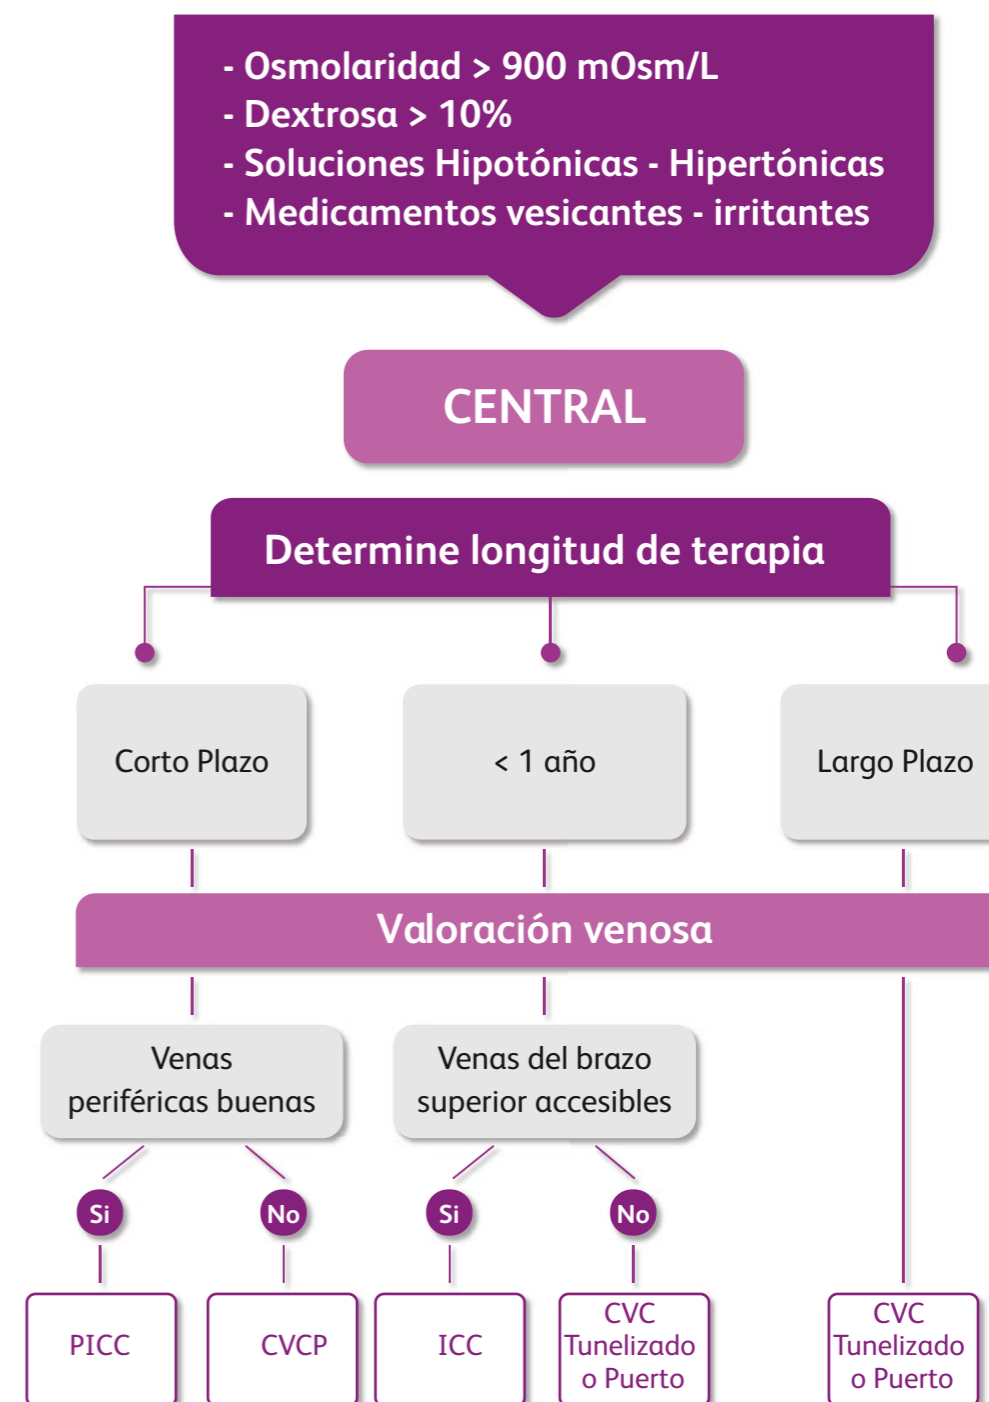 - Osmolaridad > 900 mOsm/L
- Dextrosa > 10%
- Soluciones Hipotónicas - Hipertónicas
- Medicamentos vesicantes - irritantes
CENTRAL
Determine longitud de terapia
Corto Plazo
< 1 año
Largo Plazo
Valoración venosa
Venas
periféricas buenas
Venas del brazo
superior accesibles
Si
No
Si
No
PICC
CVCP
ICC
CVC
Tunelizado
o Puerto
CVC
Tunelizado
o Puerto